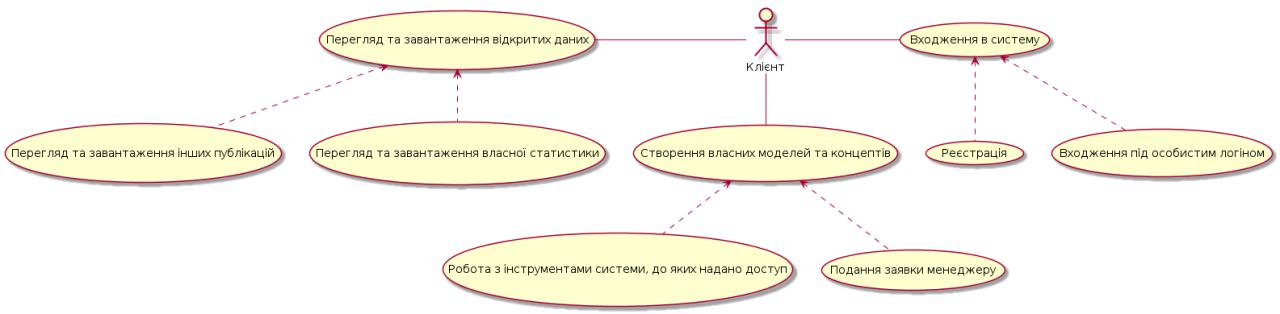 Перегляд та завантаження відкритих даних
Клієнт
Входження в систему
Перегляд та завантаження інших публікацій
Перегляд та завантаження власної статистики
Створення власних моделей та концептів
Реєстрація
Входження під особистим логіном
Робота з інструментами системи, до яких надано доступ
Подання заявки менеджеру